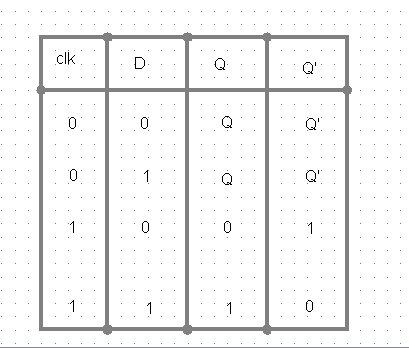 clk D Q Q'
0 0 Q Q'
0 1 Q Q'
1 0 0 1
1 1 1 0